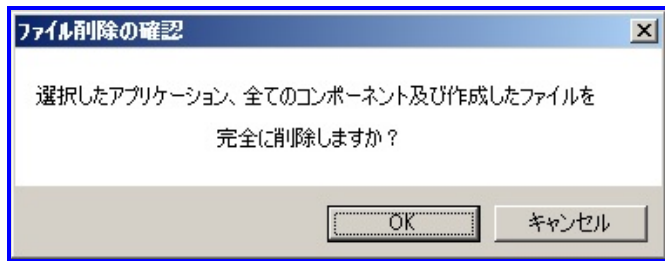 ファイル削除の確認
選択したアプリケーション、全てのコンポーネント及び作成したファイルを
完全に削除しますか？
OK キャンセル